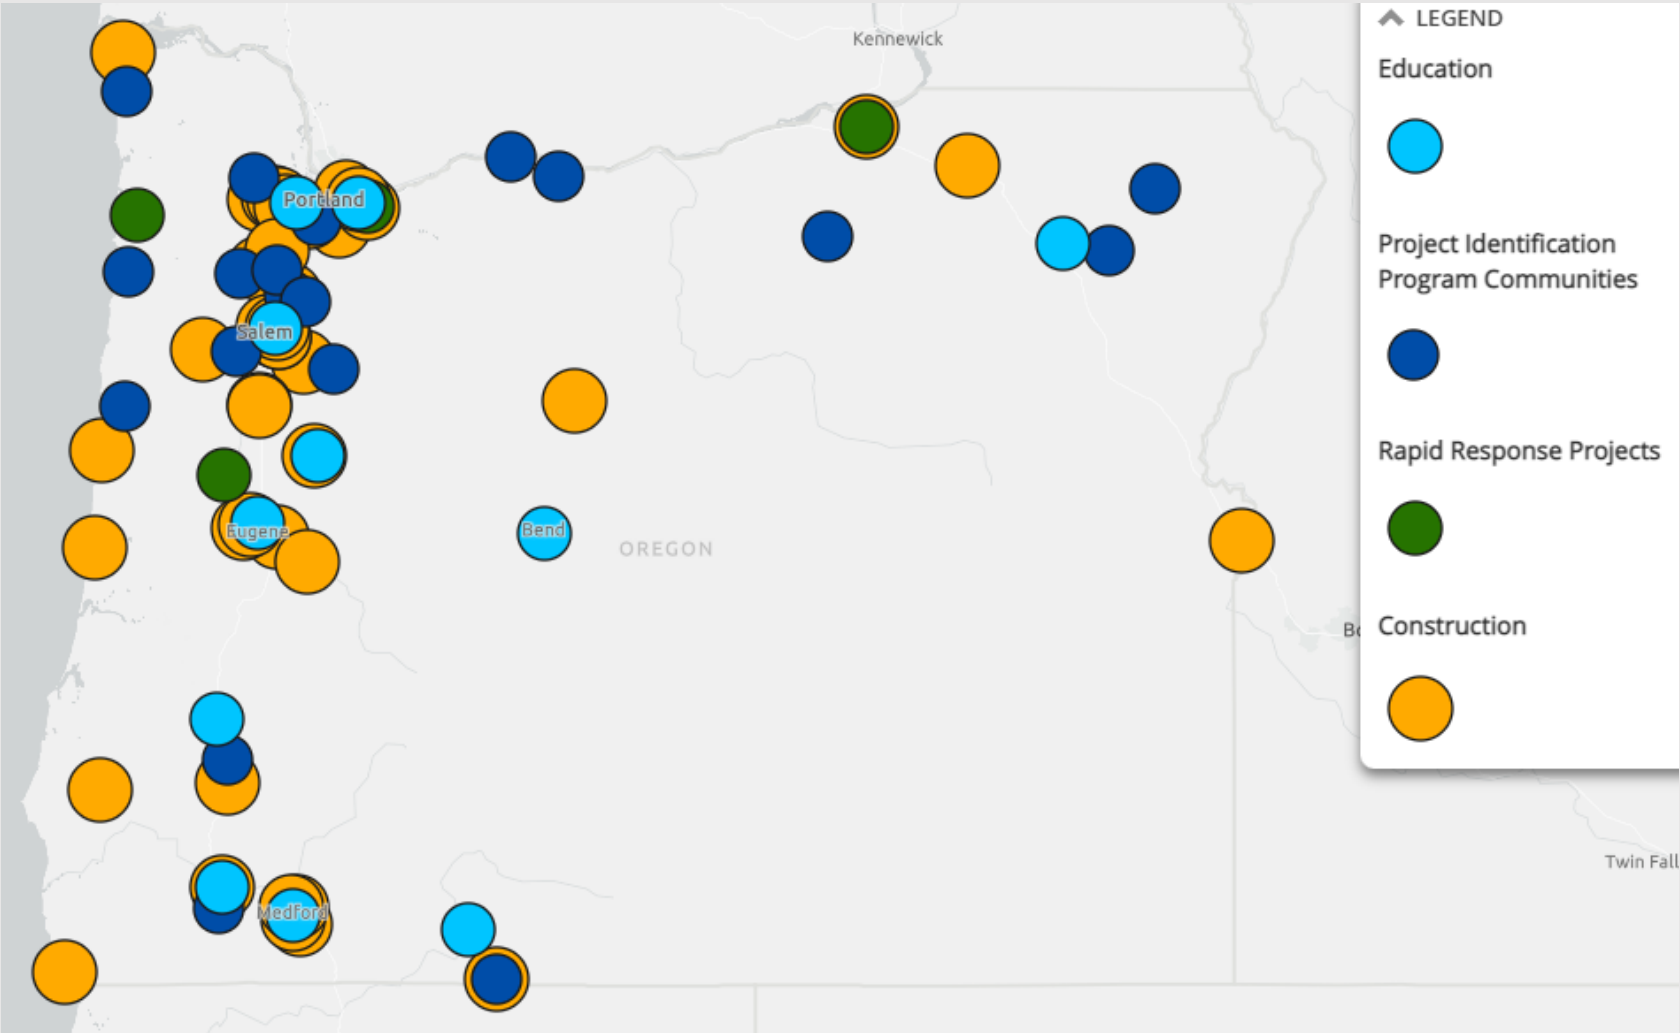 Kennewick
Portland
Salem
Eugene
Bend
OREGON
Medford
Twin Fall
LEGEND
Education
Project Identification
Program Communities
Rapid Response Projects
Construction